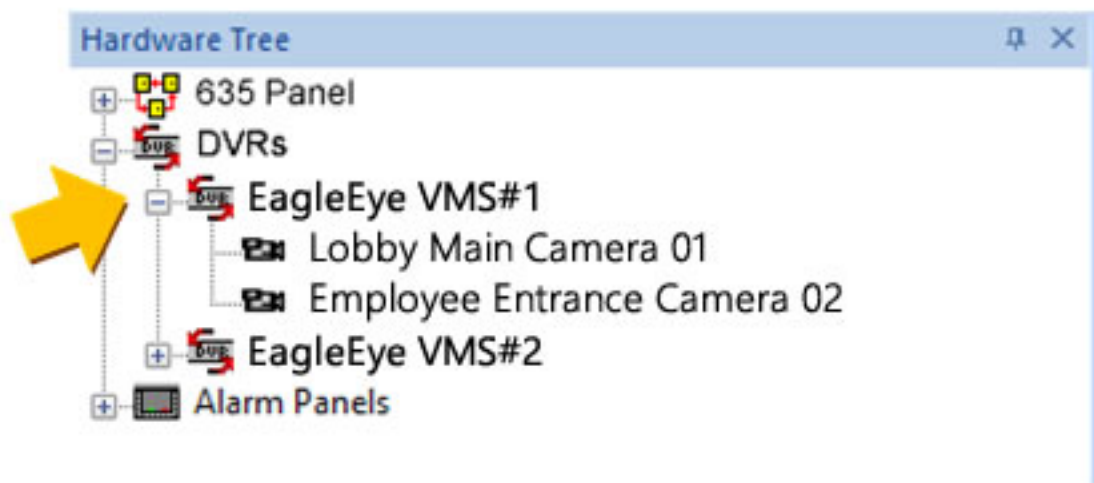 Hardware Tree
635 Panel
DVRs
EagleEye VMS#1
Lobby Main Camera 01
Employee Entrance Camera 02
EagleEye VMS#2
Alarm Panels